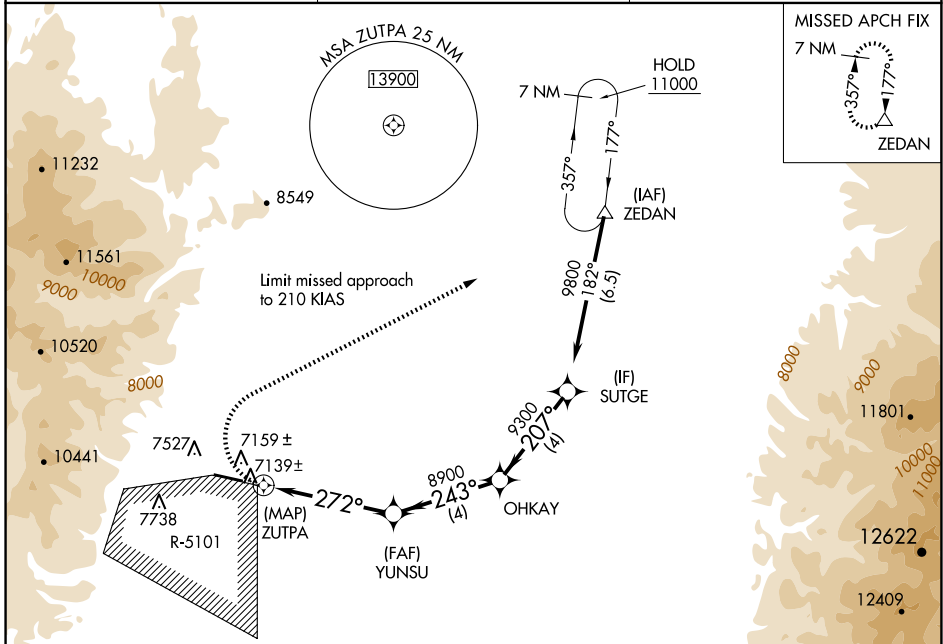 MSA ZUTPA 25 NM
13900
MISSED APCH FIX
7 NM
357°
177°
ZEDAN
HOLD
11000
7 NM
357°
177°
(IAF)
ZEDAN
11232
8549
11561
10000
9000
Limit missed approach
to 210 KIAS
9800
182°
(6.5)
10520
8000
(IF)
SUTGE
8000
9000
9300
207°
(4)
11801
7527
7159 ±
7139±
10441
8900
243°
(4)
OHKAY
10000
11000
7738
R-5101
(MAP)
ZUTPA
272°
(FAF)
YUNSU
12622
12409